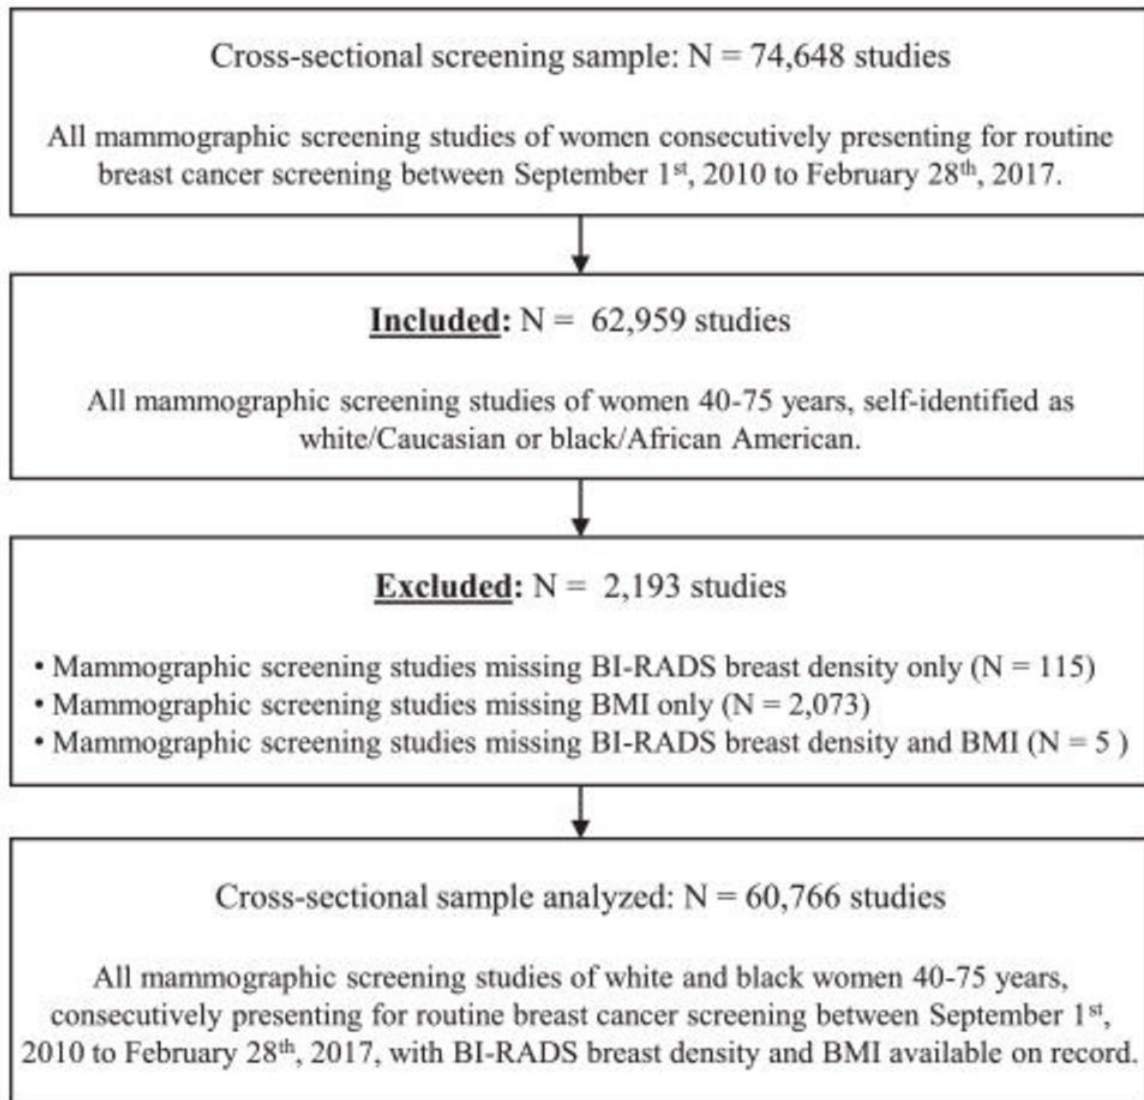 Cross-sectional screening sample: N = 74,648 studies
All mammographic screening studies of women consecutively presenting for routine
breast cancer screening between September 1st, 2010 to February 28th, 2017.
Included: N = 62,959 studies
All mammographic screening studies of women 40-75 years, self-identified as
white/Caucasian or black/African American.
Excluded: N = 2,193 studies
• Mammographic screening studies missing BI-RADS breast density only (N = 115)
• Mammographic screening studies missing BMI only (N = 2,073)
• Mammographic screening studies missing BI-RADS breast density and BMI (N = 5 )
Cross-sectional sample analyzed: N = 60,766 studies
All mammographic screening studies of white and black women 40-75 years,
consecutively presenting for routine breast cancer screening between September 1st,
2010 to February 28th, 2017, with BI-RADS breast density and BMI available on record.